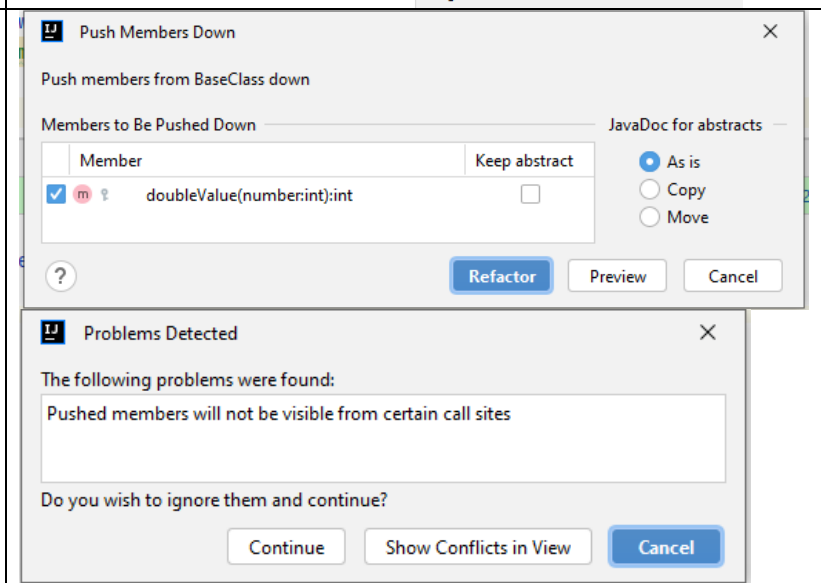 IJ Push Members Down
Push members from BaseClass down
Members to Be Pushed Down JavaDoc for abstracts
Member Keep abstract
As is
m doubleValue(number:int):int
Copy
Move
? Refactor Preview Cancel
IJ Problems Detected
The following problems were found:
Pushed members will not be visible from certain call sites
Do you wish to ignore them and continue?
Continue Show Conflicts in View Cancel